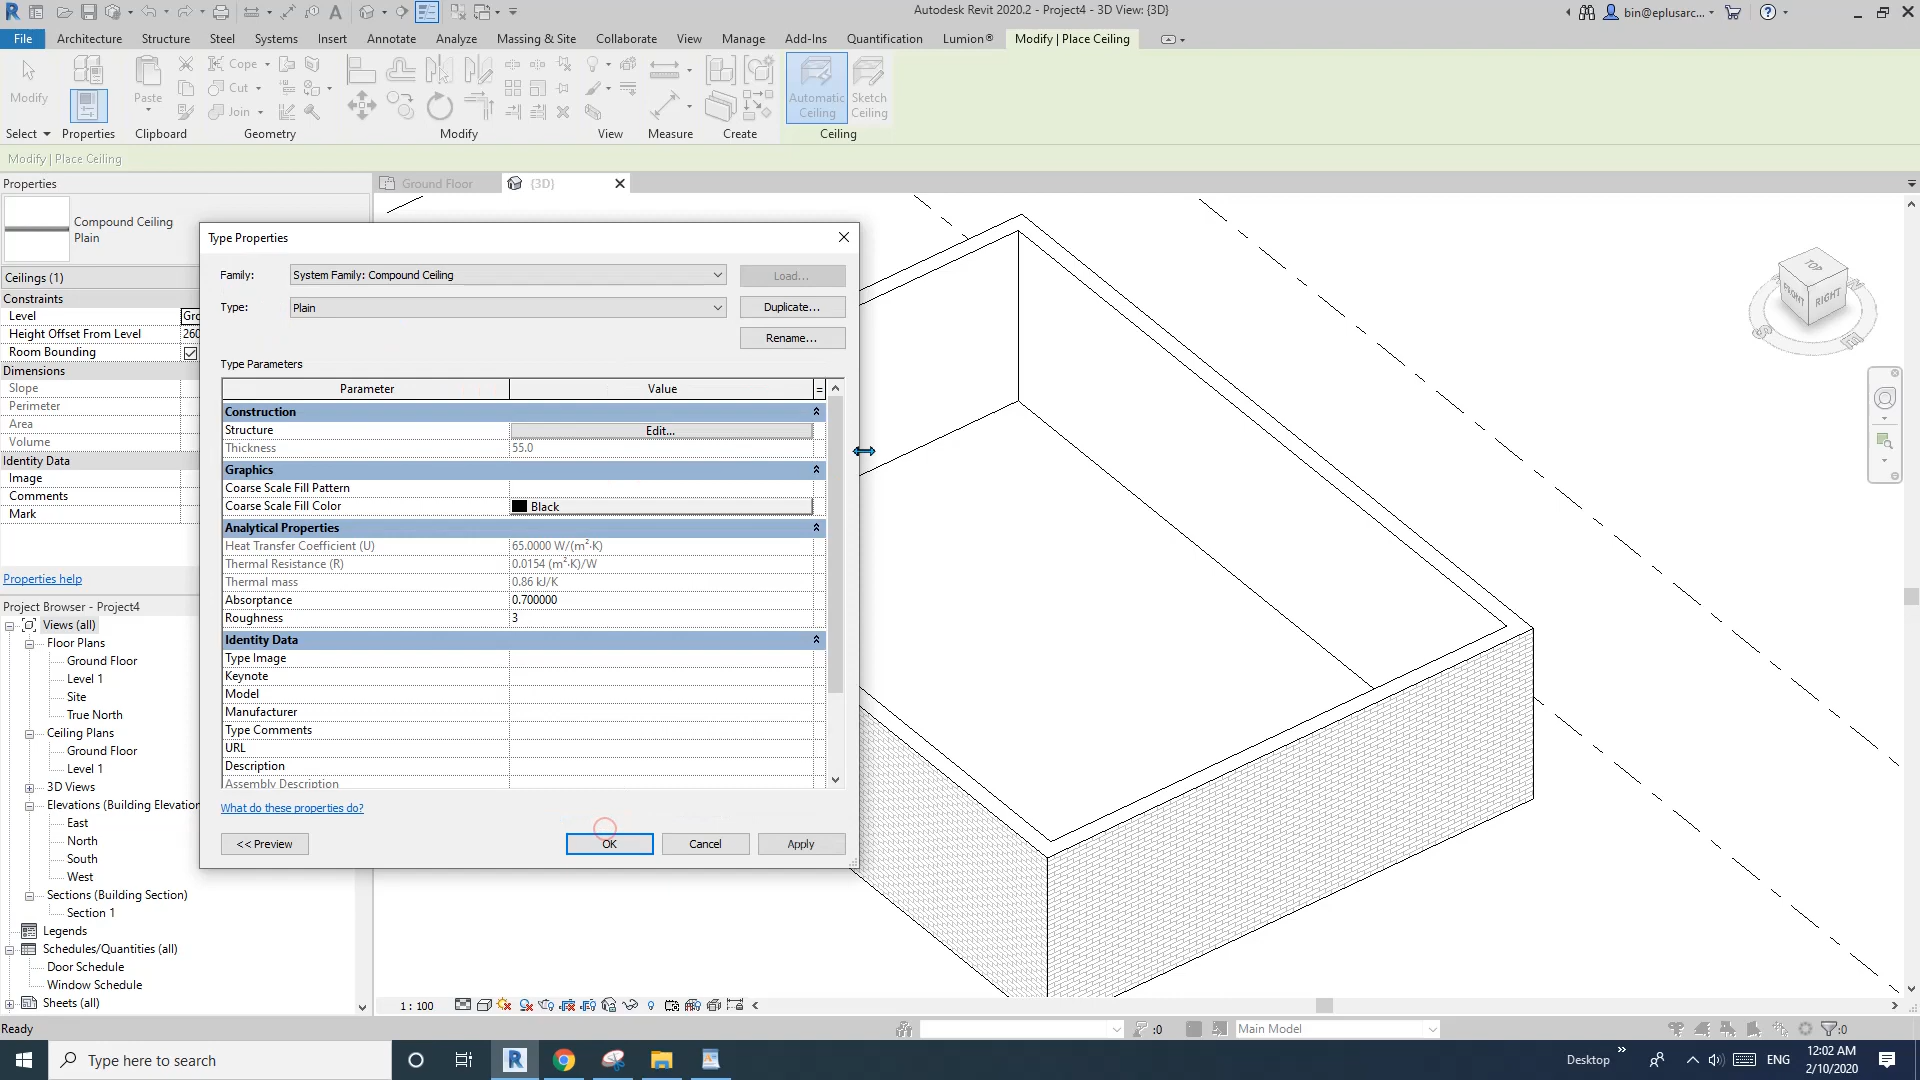 Autodesk Revit 2020.2 - Project4 - 3D View: {3D}
bin@eplusarc...
File
Architecture
Structure
Steel
Systems
Insert
Annotate
Analyze
Massing & Site
Collaborate
View
Manage
Add-Ins
Quantification
Lumion®
Modify | Place Ceiling
Modify
Paste
Cope
Cut
Join
Automatic Ceiling
Sketch Ceiling
Select
Properties
Clipboard
Geometry
Modify
View
Measure
Create
Ceiling
Modify | Place Ceiling
Properties
Ground Floor
{3D}
Compound Ceiling
Plain
Ceilings (1)
Constraints
Level
Gro
Height Offset From Level
260
Room Bounding
Dimensions
Slope
Perimeter
Area
Volume
Identity Data
Image
Comments
Mark
Properties help
Project Browser - Project4
Views (all)
Floor Plans
Ground Floor
Level 1
Site
True North
Ceiling Plans
Ground Floor
Level 1
3D Views
Elevations (Building Elevation
East
North
South
West
Sections (Building Section)
Section 1
Legends
Schedules/Quantities (all)
Door Schedule
Window Schedule
Sheets (all)
Type Properties
Family:
System Family: Compound Ceiling
Load...
Type:
Plain
Duplicate...
Rename...
Type Parameters
Parameter
Value
=
Construction
Structure
Edit...
Thickness
55.0
Graphics
Coarse Scale Fill Pattern
Coarse Scale Fill Color
Black
Analytical Properties
Heat Transfer Coefficient (U)
65.0000 W/(m²·K)
Thermal Resistance (R)
0.0154 (m²·K)/W
Thermal mass
0.86 kJ/K
Absorptance
0.700000
Roughness
3
Identity Data
Type Image
Keynote
Model
Manufacturer
Type Comments
URL
Description
Assembly Description
What do these properties do?
<< Preview
OK
Cancel
Apply
TOP
FRONT
RIGHT
1 : 100
Ready
:0
Main Model
:0
Type here to search
Desktop
ENG
12:02 AM
2/10/2020